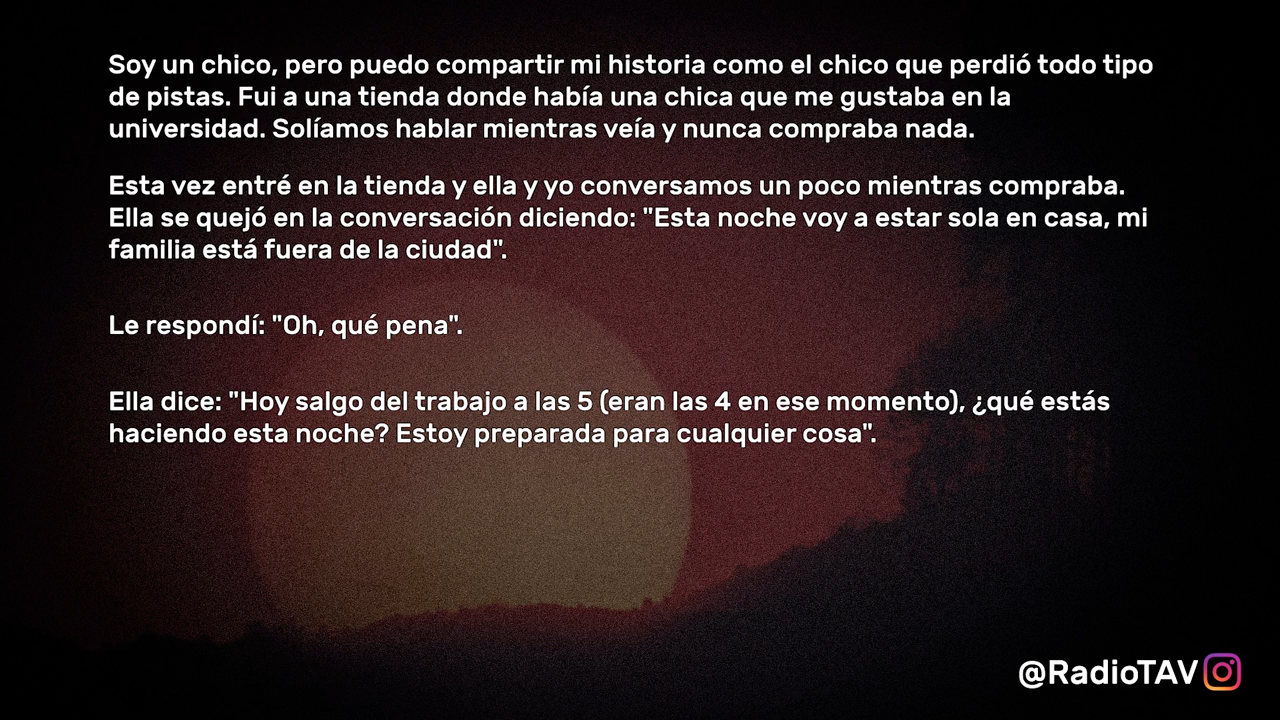 Soy un chico, pero puedo compartir mi historia como el chico que perdió todo tipo
de pistas. Fui a una tienda donde había una chica que me gustaba en la
universidad. Solíamos hablar mientras veía y nunca compraba nada.
Esta vez entré en la tienda y ella y yo conversamos un poco mientras compraba.
Ella se quejó en la conversación diciendo: "Esta noche voy a estar sola en casa, mi
familia está fuera de la ciudad".
Le respondí: "Oh, qué pena".
Ella dice: "Hoy salgo del trabajo a las 5 (eran las 4 en ese momento), ¿qué estás
haciendo esta noche? Estoy preparada para cualquier cosa".
@RadioTAV